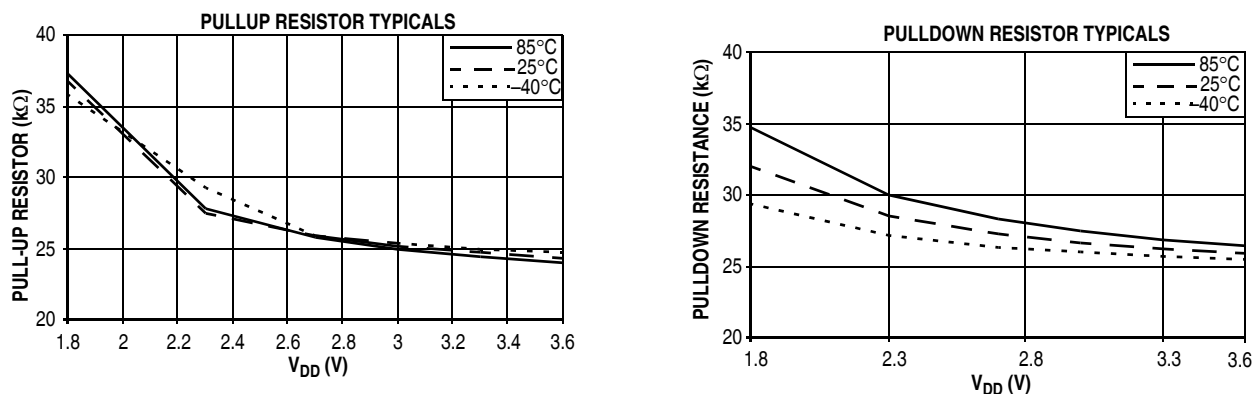 PULLUP RESISTOR TYPICALS
PULL-UP RESISTOR (kΩ)
40
35
30
25
20
85°C
25°C
–40°C
1.8 2 2.2 2.4 2.6 2.8 3 3.2 3.4 3.6
VDD (V)
PULLDOWN RESISTOR TYPICALS
PULLDOWN RESISTANCE (kΩ)
40
35
30
25
20
85°C
25°C
–40°C
1.8 2.3 2.8 3.3 3.6
VDD (V)